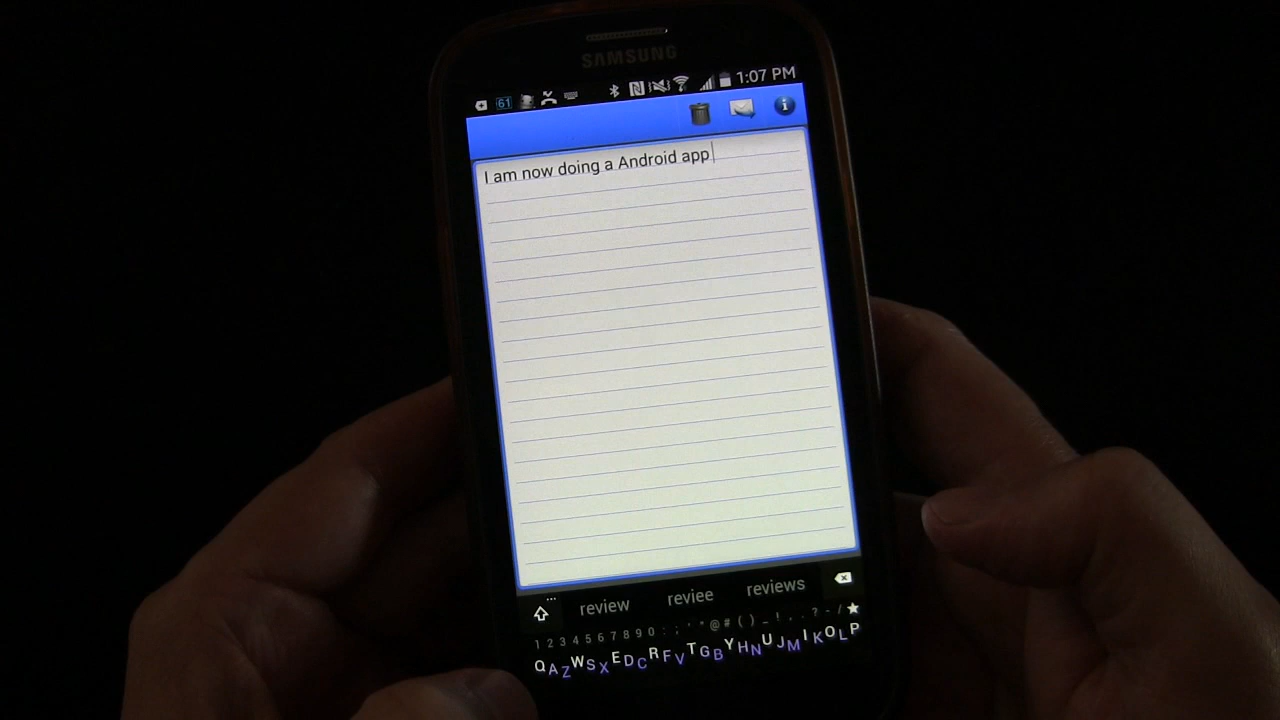 SAMSUNG
61 1:07 PM
I am now doing a Android app
review reviee reviews
1 2 3 4 5 6 7 8 9 0 : ; ' " @ # ( ) _ ! , . ? - /
Q A Z W S X E D C R F V T G B Y H N U J M I K O L P